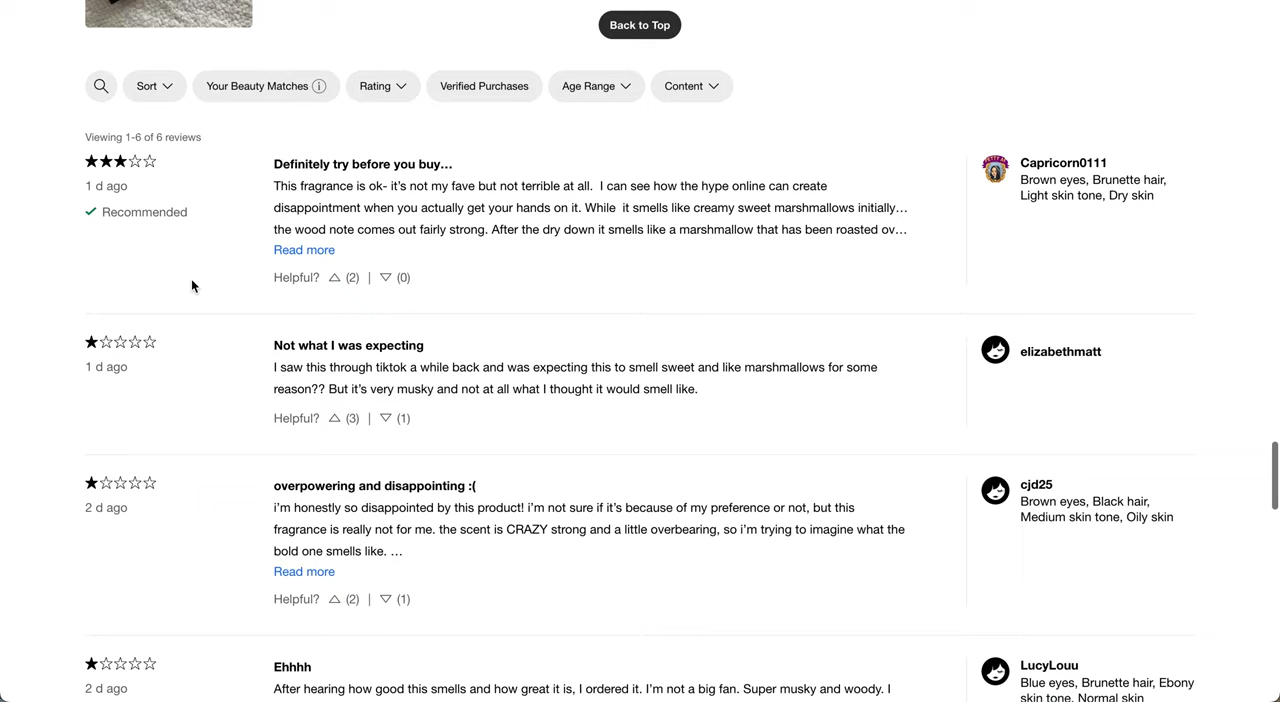 Back to Top
Sort
Your Beauty Matches
Rating
Verified Purchases
Age Range
Content
Viewing 1-6 of 6 reviews
Definitely try before you buy…
Capricorn0111
1 d ago
This fragrance is ok- it’s not my fave but not terrible at all.  I can see how the hype online can create
Brown eyes, Brunette hair,
Light skin tone, Dry skin
Recommended
disappointment when you actually get your hands on it. While  it smells like creamy sweet marshmallows initially…
the wood note comes out fairly strong. After the dry down it smells like a marshmallow that has been roasted ov…
Read more
Helpful? (2) | (0)
Not what I was expecting
elizabethmatt
1 d ago
I saw this through tiktok a while back and was expecting this to smell sweet and like marshmallows for some
reason?? But it’s very musky and not at all what I thought it would smell like.
Helpful? (3) | (1)
overpowering and disappointing :(
cjd25
2 d ago
i’m honestly so disappointed by this product! i’m not sure if it’s because of my preference or not, but this
Brown eyes, Black hair,
Medium skin tone, Oily skin
fragrance is really not for me. the scent is CRAZY strong and a little overbearing, so i’m trying to imagine what the
bold one smells like. …
Read more
Helpful? (2) | (1)
Ehhhh
LucyLouu
2 d ago
After hearing how good this smells and how great it is, I ordered it. I’m not a big fan. Super musky and woody. I
Blue eyes, Brunette hair, Ebony
skin tone, Normal skin